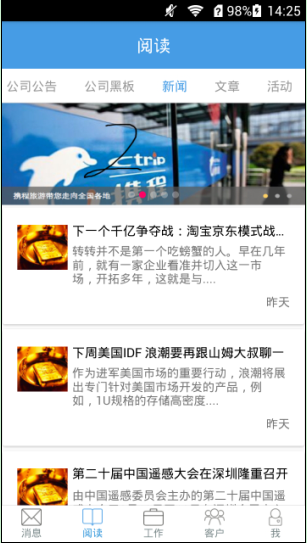 98% 14:25
阅读
公司公告 公司黑板 新闻 文章 活动
2
ctrip
携程
携程旅游带您走向全国各地
下一个千亿争夺战：淘宝京东模式战...
转转并不是第一个吃螃蟹的人。早在几年
前，就有一家企业看准并切入这一市
场，开拓多年，这就是与....
昨天
下周美国IDF 浪潮要再跟山姆大叔聊一
作为进军美国市场的重要行动，浪潮将展
出专门针对美国市场开发的产品，例
如，1U规格的存储高密度....
昨天
第二十届中国遥感大会在深圳隆重召开
由中国遥感委员会主办的第二十届中国遥
消息 阅读 工作 客户 我